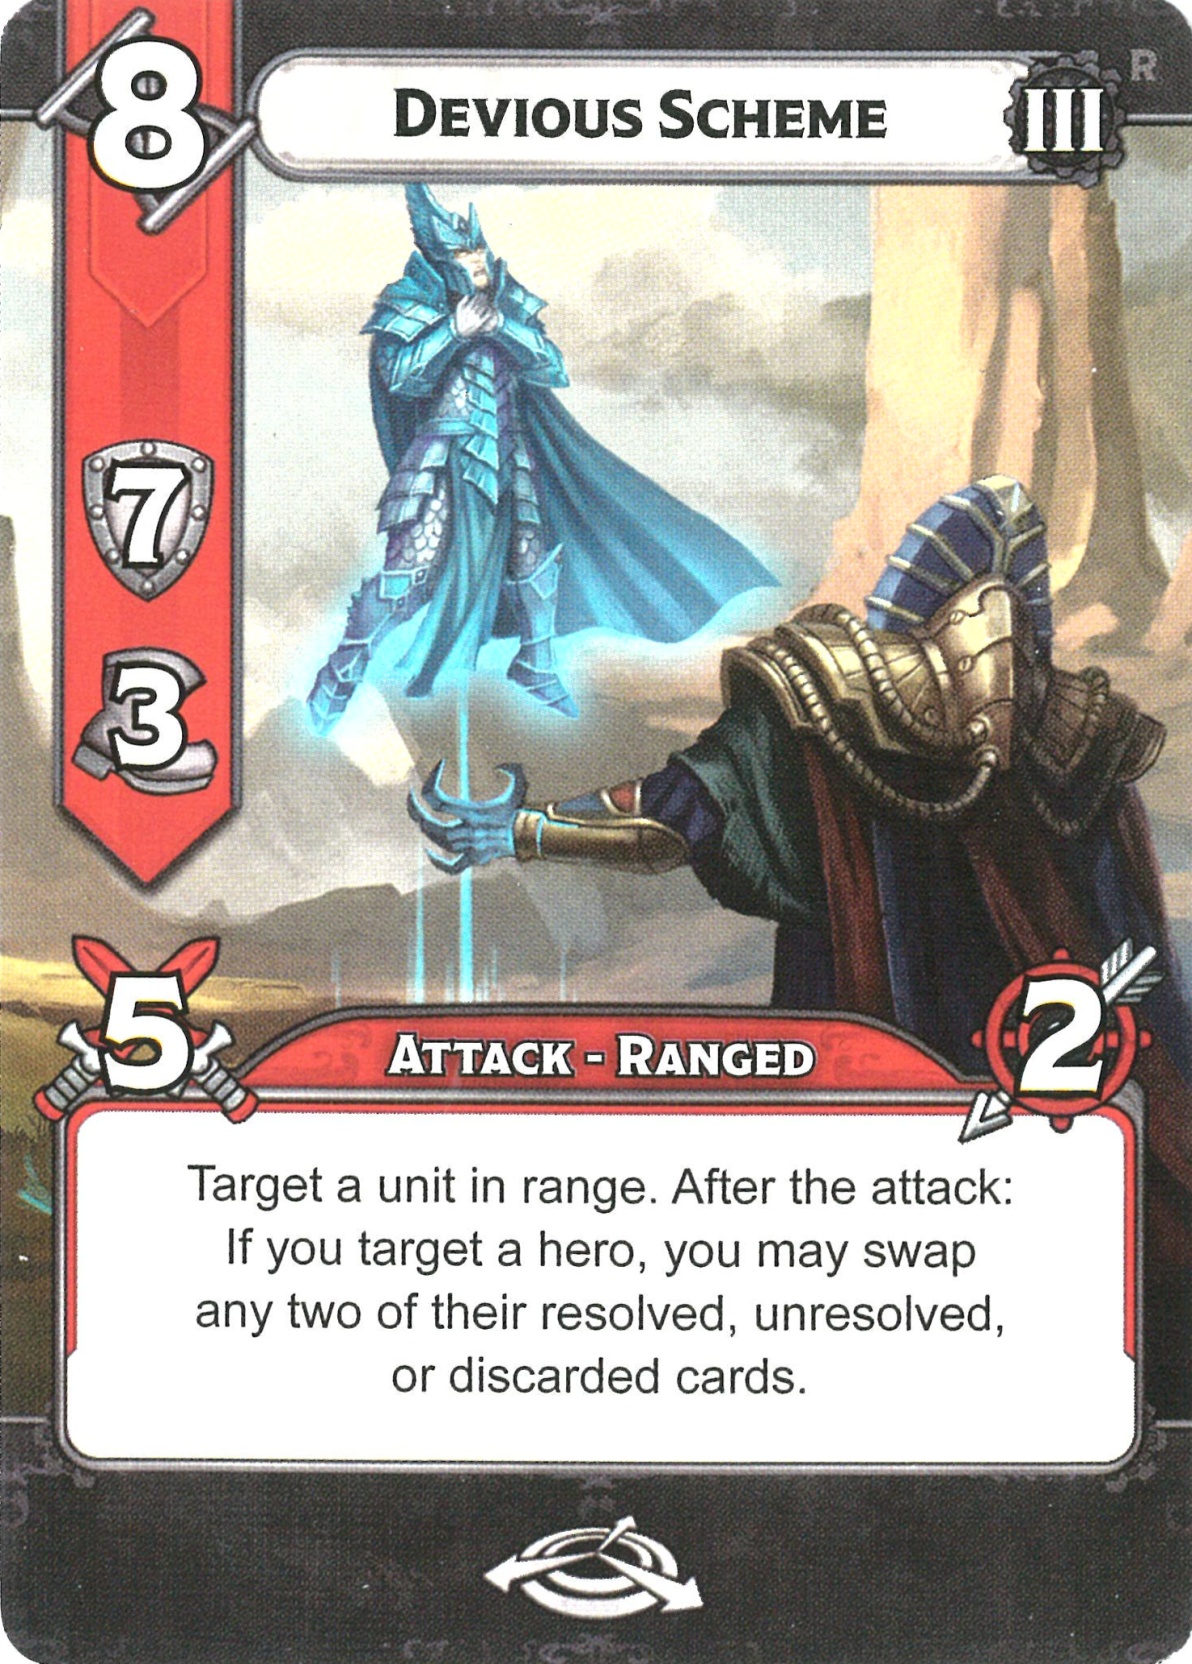 8
DEVIOUS SCHEME
III
R
7
3
5
ATTACK - RANGED
2
Target a unit in range. After the attack:
If you target a hero, you may swap
any two of their resolved, unresolved,
or discarded cards.